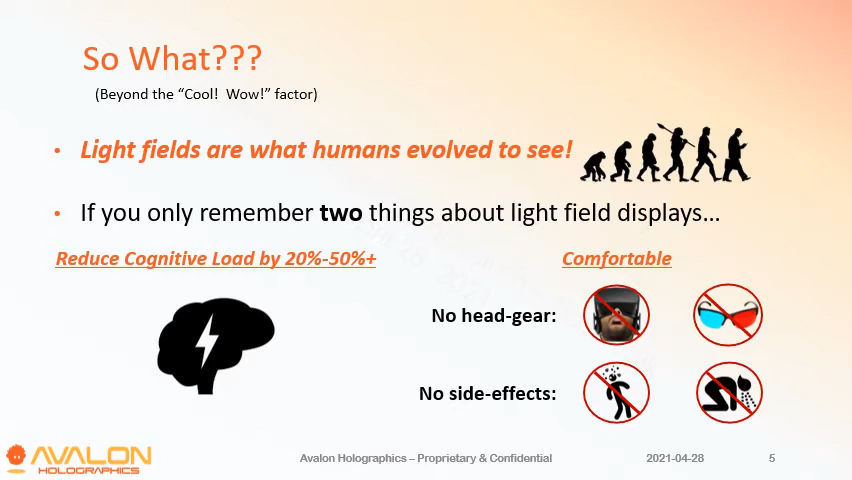 So What???
(Beyond the “Cool!  Wow!” factor)
• Light fields are what humans evolved to see!
• If you only remember two things about light field displays…
Reduce Cognitive Load by 20%-50%+
Comfortable
No head-gear:
No side-effects:
AVALON
HOLOGRAPHICS
Avalon Holographics – Proprietary & Confidential
2021-04-28
5